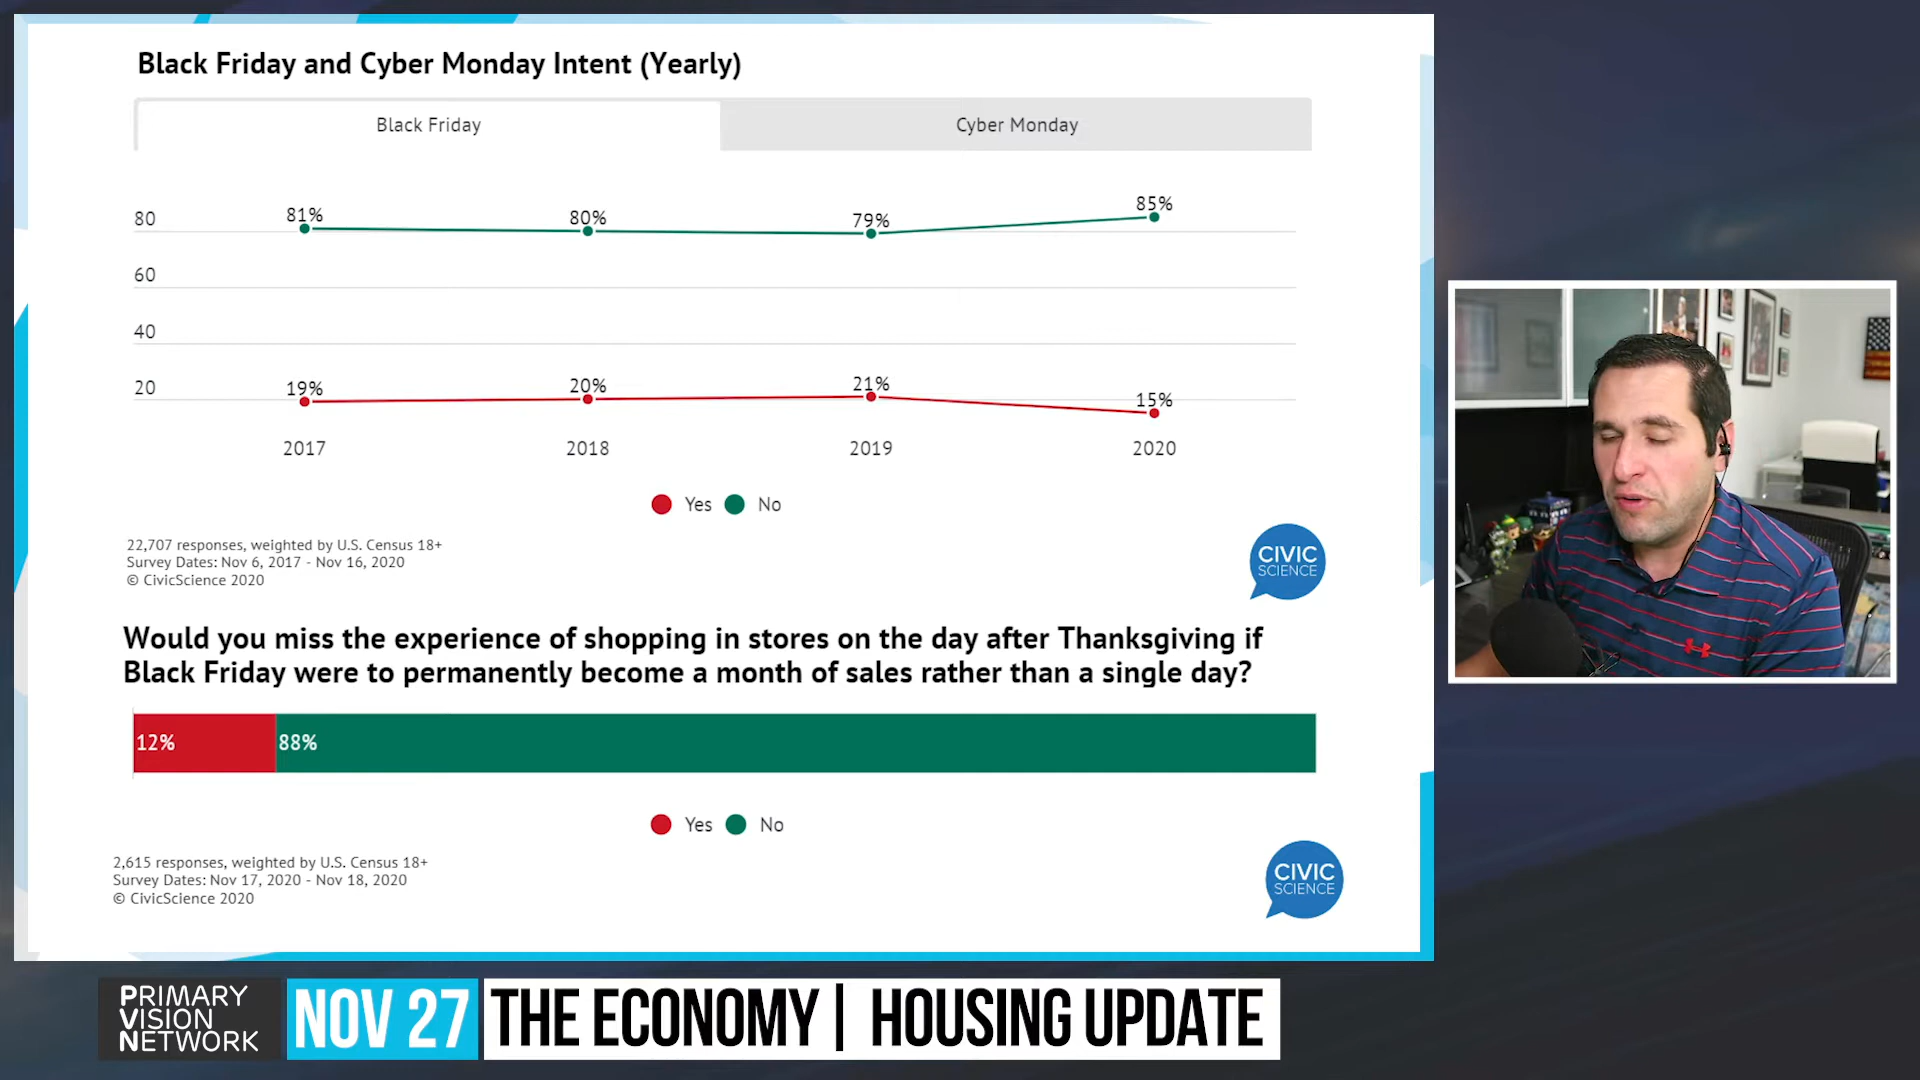 Black Friday and Cyber Monday Intent (Yearly)
Black Friday
Cyber Monday
80
60
40
20
81%
80%
79%
85%
19%
20%
21%
15%
2017
2018
2019
2020
Yes
No
22,707 responses, weighted by U.S. Census 18+
Survey Dates: Nov 6, 2017 - Nov 16, 2020
© CivicScience 2020
CIVIC
SCIENCE
Would you miss the experience of shopping in stores on the day after Thanksgiving if
Black Friday were to permanently become a month of sales rather than a single day?
12%
88%
Yes
No
2,615 responses, weighted by U.S. Census 18+
Survey Dates: Nov 17, 2020 - Nov 18, 2020
© CivicScience 2020
CIVIC
SCIENCE
PRIMARY
VISION
NETWORK
NOV 27
THE ECONOMY | HOUSING UPDATE